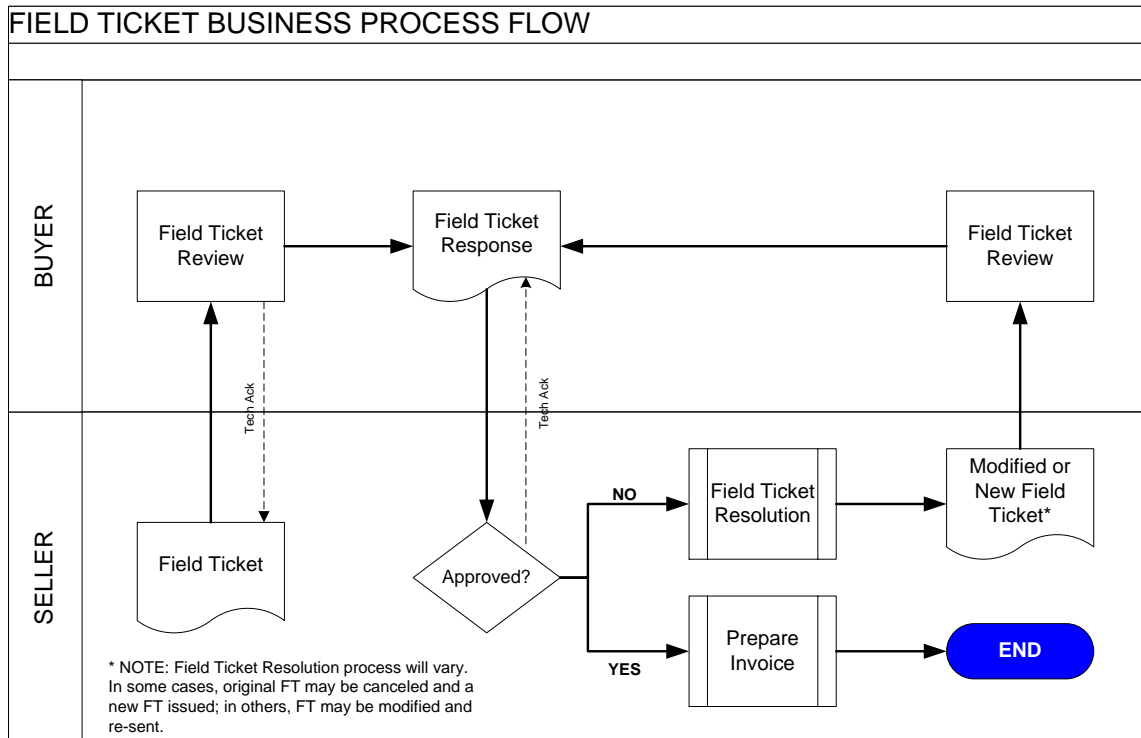 FIELD TICKET BUSINESS PROCESS FLOW
BUYER
Field Ticket
Review
Field Ticket
Response
Field Ticket
Review
Tech Ack
Tech Ack
SELLER
Field Ticket
Approved?
NO
Field Ticket
Resolution
Modified or
New Field
Ticket*
YES
Prepare
Invoice
END
* NOTE: Field Ticket Resolution process will vary.
In some cases, original FT may be canceled and a
new FT issued; in others, FT may be modified and
re-sent.